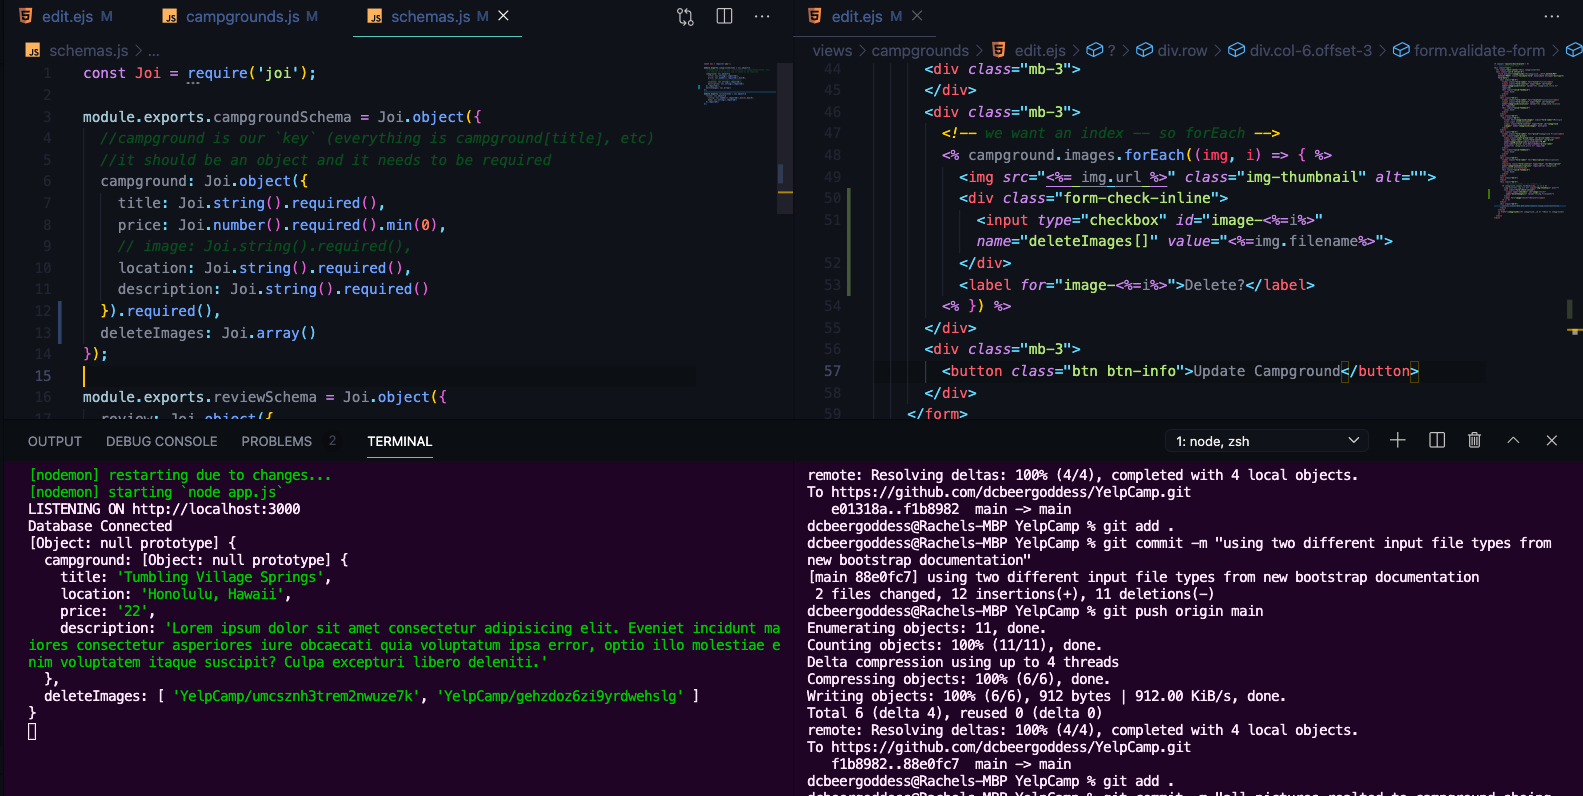 edit.ejs M campgrounds.js M schemas.js M
schemas.js > ...
1 const Joi = require('joi');
2
3 module.exports.campgroundSchema = Joi.object({
4 //campground is our `key` (everything is campground[title], etc)
5 //it should be an object and it needs to be required
6 campground: Joi.object({
7 title: Joi.string().required(),
8 price: Joi.number().required().min(0),
9 // image: Joi.string().required(),
10 location: Joi.string().required(),
11 description: Joi.string().required()
12 }).required(),
13 deleteImages: Joi.array()
14 });
15
16 module.exports.reviewSchema = Joi.object({
17 review: Joi.object({
edit.ejs M
views > campgrounds > edit.ejs > ? > div.row > div.col-6.offset-3 > form.validate-form >
44 <div class="mb-3">
45 </div>
46 <div class="mb-3">
47 <!-- we want an index -- so forEach -->
48 <% campground.images.forEach((img, i) => { %>
49 <img src="<%= img.url %>" class="img-thumbnail" alt="">
50 <div class="form-check-inline">
51 <input type="checkbox" id="image-<%=i%>"
name="deleteImages[]" value="<%=img.filename%>">
52 </div>
53 <label for="image-<%=i%>">Delete?</label>
54 <% }) %>
55 </div>
56 <div class="mb-3">
57 <button class="btn btn-info">Update Campground</button>
58 </div>
59 </form>
OUTPUT DEBUG CONSOLE PROBLEMS 2 TERMINAL 1: node, zsh
[nodemon] restarting due to changes...
[nodemon] starting `node app.js`
LISTENING ON http://localhost:3000
Database Connected
[Object: null prototype] {
campground: [Object: null prototype] {
title: 'Tumbling Village Springs',
location: 'Honolulu, Hawaii',
price: '22',
description: 'Lorem ipsum dolor sit amet consectetur adipisicing elit. Eveniet incidunt ma
iores consectetur asperiores iure obcaecati quia voluptatum ipsa error, optio illo molestiae e
nim voluptatem itaque suscipit? Culpa excepturi libero deleniti.'
},
deleteImages: [ 'YelpCamp/umcsznh3trem2nwuze7k', 'YelpCamp/gehzdoz6zi9yrdwehslg' ]
}
remote: Resolving deltas: 100% (4/4), completed with 4 local objects.
To https://github.com/dcbeergoddess/YelpCamp.git
e01318a..f1b8982 main -> main
dcbeergoddess@Rachels-MBP YelpCamp % git add .
dcbeergoddess@Rachels-MBP YelpCamp % git commit -m "using two different input file types from
new bootstrap documentation"
[main 88e0fc7] using two different input file types from new bootstrap documentation
2 files changed, 12 insertions(+), 11 deletions(-)
dcbeergoddess@Rachels-MBP YelpCamp % git push origin main
Enumerating objects: 11, done.
Counting objects: 100% (11/11), done.
Delta compression using up to 4 threads
Compressing objects: 100% (6/6), done.
Writing objects: 100% (6/6), 912 bytes | 912.00 KiB/s, done.
Total 6 (delta 4), reused 0 (delta 0)
remote: Resolving deltas: 100% (4/4), completed with 4 local objects.
To https://github.com/dcbeergoddess/YelpCamp.git
f1b8982..88e0fc7 main -> main
dcbeergoddess@Rachels-MBP YelpCamp % git add .
dcbeergoddess@Rachels-MBP YelpCamp % git commit -m "all pictures realted to campground showing